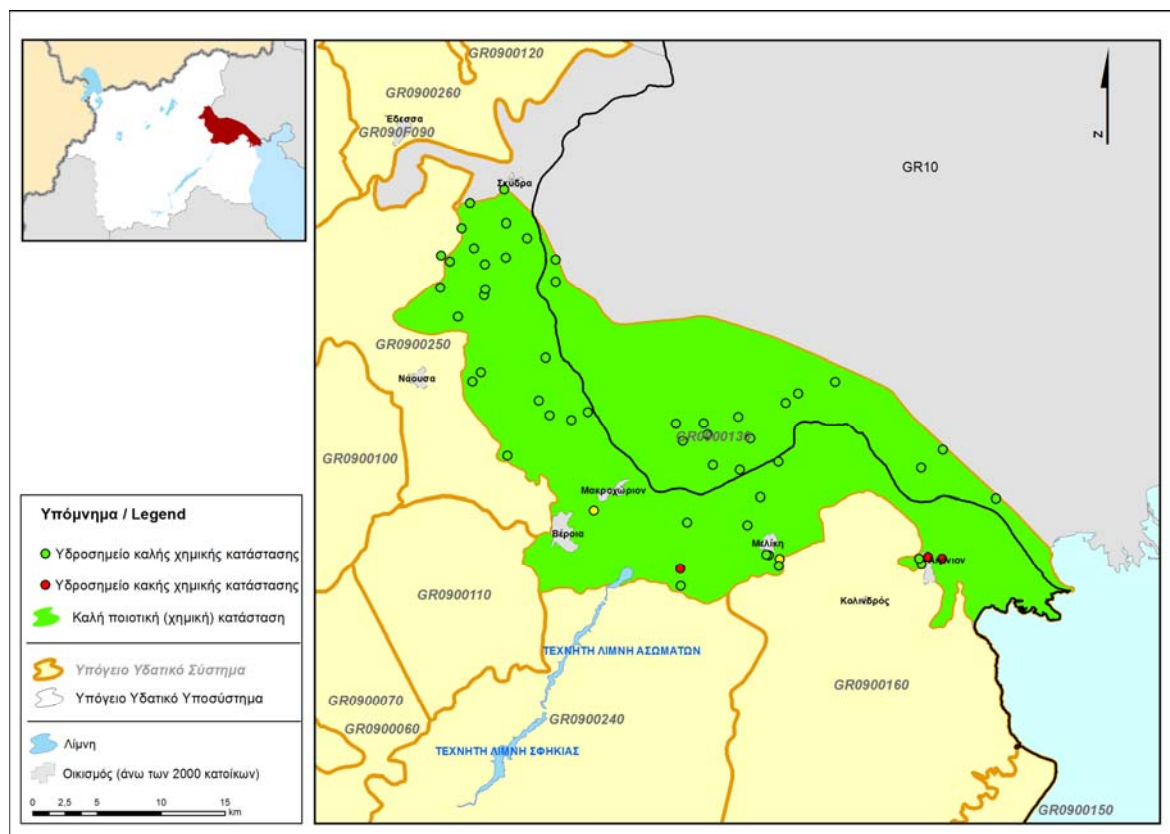 GR0900120
GR0900260
Έδεσσα
GR090F090
Σκύδρα
GR10
N
GR0900250
Νάουσα
GR0900100
GR0900130
Μακροχώριον
Βέροια
Μελίκη
Αιγίνιον
Κολινδρός
GR0900110
ΤΕΧΝΗΤΗ ΛΙΜΝΗ ΑΣΩΜΑΤΩΝ
GR0900160
GR0900070
GR0900060
GR0900240
ΤΕΧΝΗΤΗ ΛΙΜΝΗ ΣΦΗΚΙΑΣ
GR0900150
Υπόμνημα / Legend
Υδροσημείο καλής χημικής κατάστασης
Υδροσημείο κακής χημικής κατάστασης
Καλή ποιοτική (χημική) κατάσταση
Υπόγειο Υδατικό Σύστημα
Υπόγειο Υδατικό Υποσύστημα
Λίμνη
Οικισμός (άνω των 2000 κατοίκων)
0 2,5 5 10 15
km